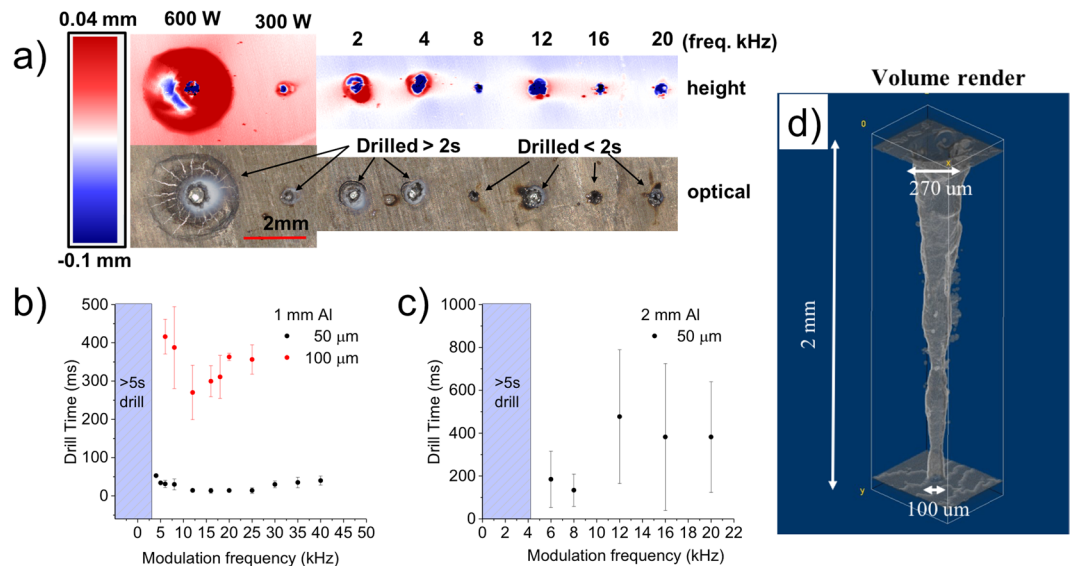 a)
0.04 mm
-0.1 mm
600 W 300 W
2 4 8 12 16 20 (freq. kHz)
height
Drilled > 2s Drilled < 2s
optical
2mm
b)
500
400
300
200
100
0
Drill Time (ms)
>5s
drill
1 mm Al
50 μm
100 μm
0 5 10 15 20 25 30 35 40 45 50
Modulation frequency (kHz)
c)
1000
800
600
400
200
0
Drill Time (ms)
>5s
drill
2 mm Al
50 μm
0 2 4 6 8 10 12 14 16 18 20 22
Modulation frequency (kHz)
Volume render
d)
0
x
270 um
2 mm
y
100 um